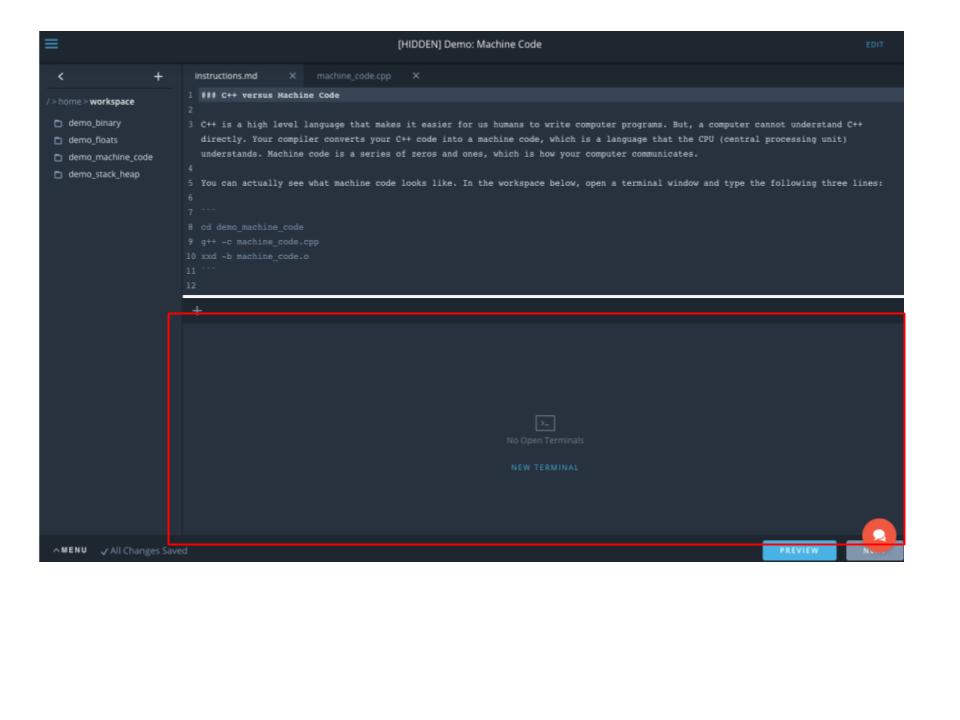 [HIDDEN] Demo: Machine Code
EDIT
< +
/ > home > workspace
demo_binary
demo_floats
demo_machine_code
demo_stack_heap
instructions.md × machine_code.cpp ×
1 ### C++ versus Machine Code
2
3 C++ is a high level language that makes it easier for us humans to write computer programs. But, a computer cannot understand C++
directly. Your compiler converts your C++ code into a machine code, which is a language that the CPU (central processing unit)
understands. Machine code is a series of zeros and ones, which is how your computer communicates.
4
5 You can actually see what machine code looks like. In the workspace below, open a terminal window and type the following three lines:
6
7 ```
8 cd demo_machine_code
9 g++ -c machine_code.cpp
10 xxd -b machine_code.o
11 ```
12
+
>_
No Open Terminals
NEW TERMINAL
MENU ✓ All Changes Saved
PREVIEW